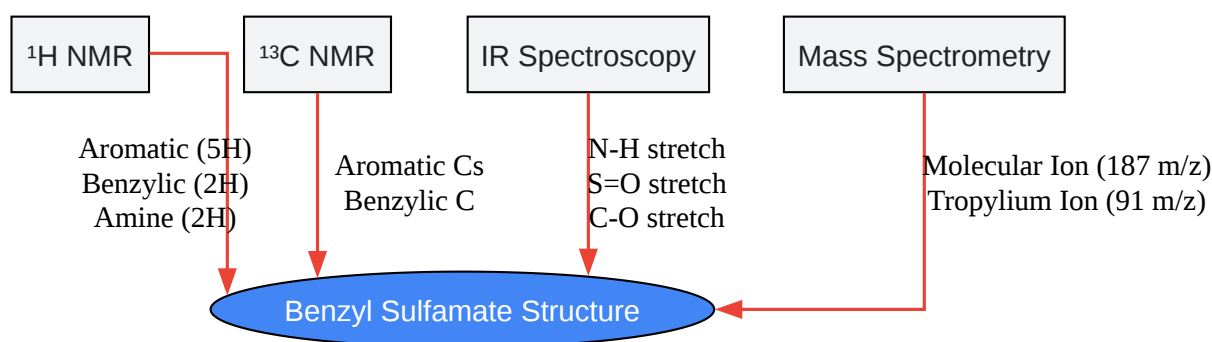 ¹H NMR
¹³C NMR
IR Spectroscopy
Mass Spectrometry
Aromatic (5H)
Benzylic (2H)
Amine (2H)
Aromatic Cs
Benzylic C
N-H stretch
S=O stretch
C-O stretch
Molecular Ion (187 m/z)
Tropylium Ion (91 m/z)
Benzyl Sulfamate Structure